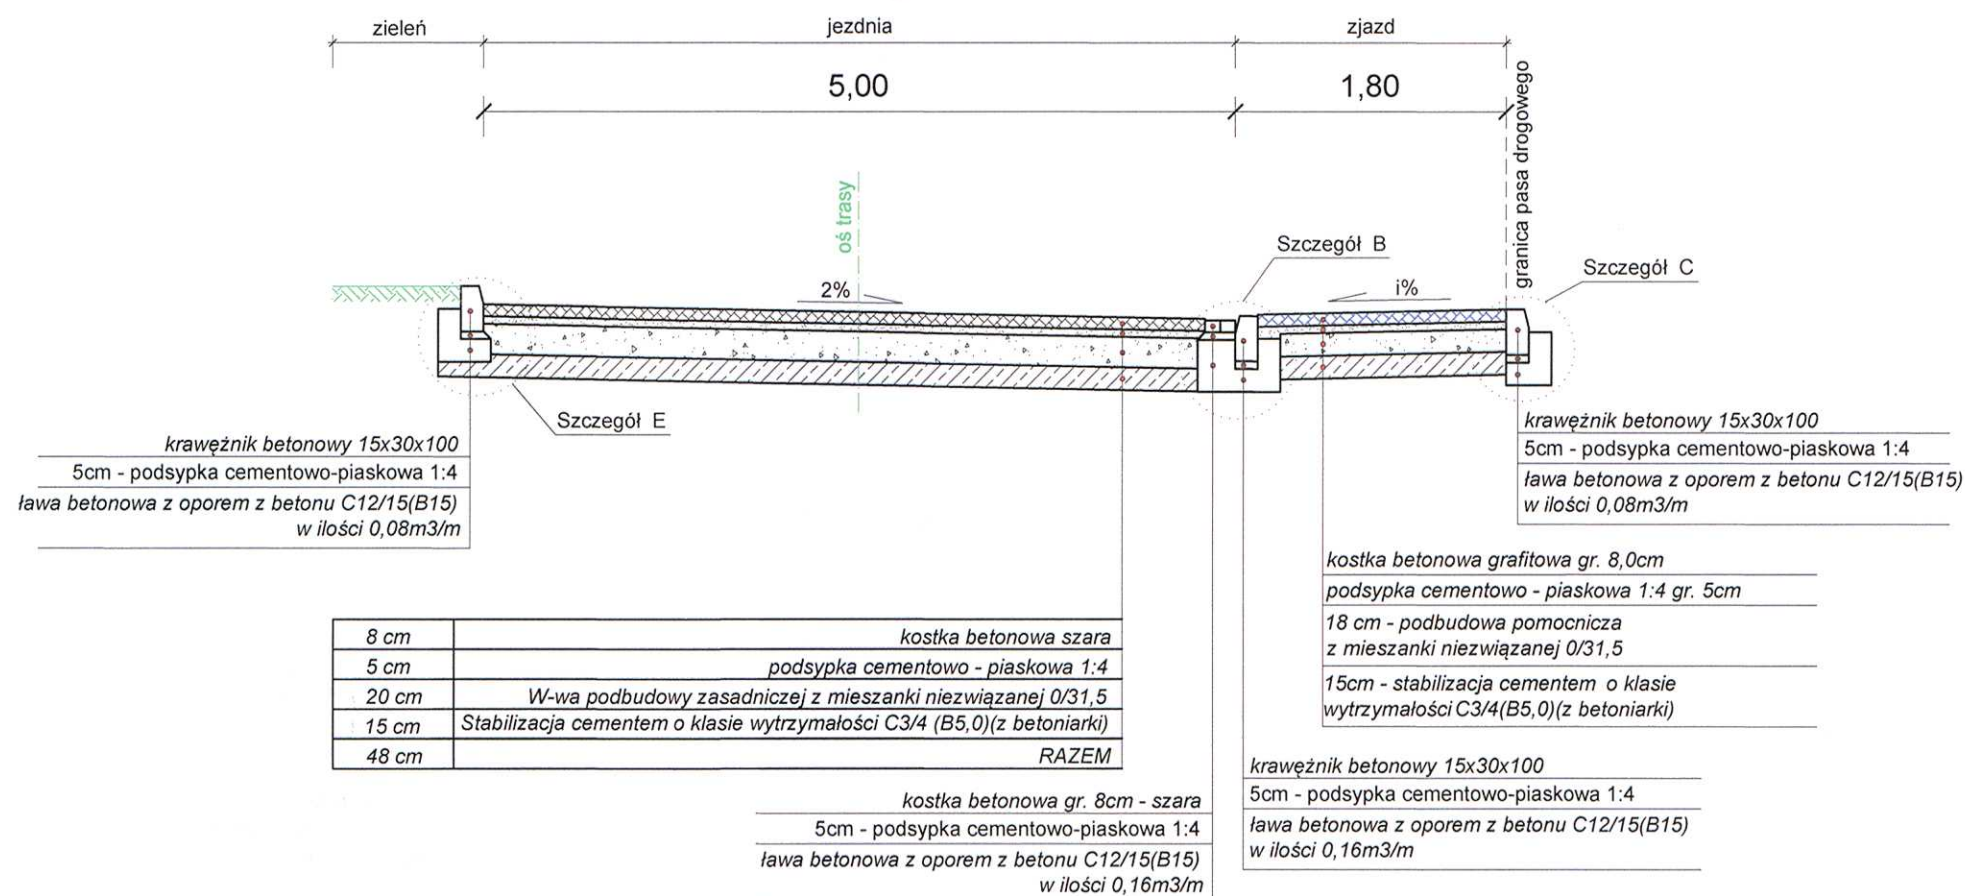 zieleń
jezdnia
zjazd
5,00
1,80
granica pasa drogowego
oś trasy
Szczegół B
Szczegół C
2%
i%
Szczegół E
krawężnik betonowy 15x30x100
5cm - podsypka cementowo-piaskowa 1:4
ława betonowa z oporem z betonu C12/15(B15)
w ilości 0,08m3/m
krawężnik betonowy 15x30x100
5cm - podsypka cementowo-piaskowa 1:4
ława betonowa z oporem z betonu C12/15(B15)
w ilości 0,08m3/m
kostka betonowa grafitowa gr. 8,0cm
podsypka cementowo - piaskowa 1:4 gr. 5cm
18 cm - podbudowa pomocnicza
z mieszanki niezwiązanej 0/31,5
15cm - stabilizacja cementem o klasie
wytrzymałości C3/4(B5,0)(z betoniarki)
8 cm kostka betonowa szara
5 cm podsypka cementowo - piaskowa 1:4
20 cm W-wa podbudowy zasadniczej z mieszanki niezwiązanej 0/31,5
15 cm Stabilizacja cementem o klasie wytrzymałości C3/4 (B5,0)(z betoniarki)
48 cm RAZEM
krawężnik betonowy 15x30x100
5cm - podsypka cementowo-piaskowa 1:4
ława betonowa z oporem z betonu C12/15(B15)
w ilości 0,16m3/m
kostka betonowa gr. 8cm - szara
5cm - podsypka cementowo-piaskowa 1:4
ława betonowa z oporem z betonu C12/15(B15)
w ilości 0,16m3/m